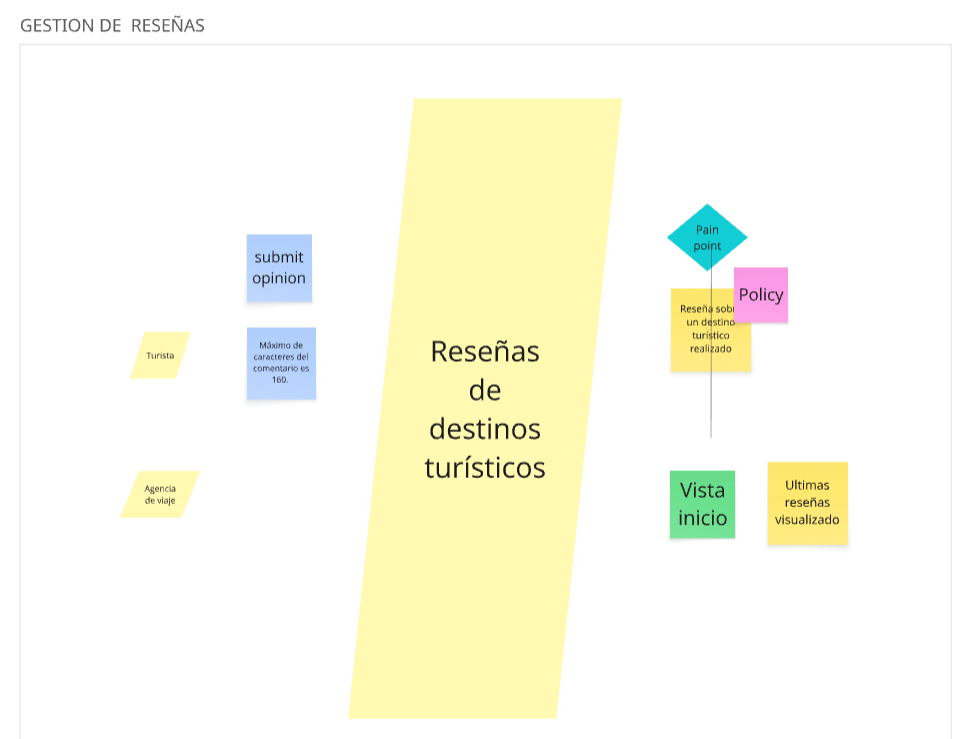 GESTION DE  RESEÑAS
submit
opinion
Máximo de
caracteres del
comentario es
160.
Turista
Agencia
de viaje
Reseñas
de
destinos
turísticos
Pain
point
Policy
Reseña sob
un destino
turístico
realizado
Vista
inicio
Ultimas
reseñas
visualizado